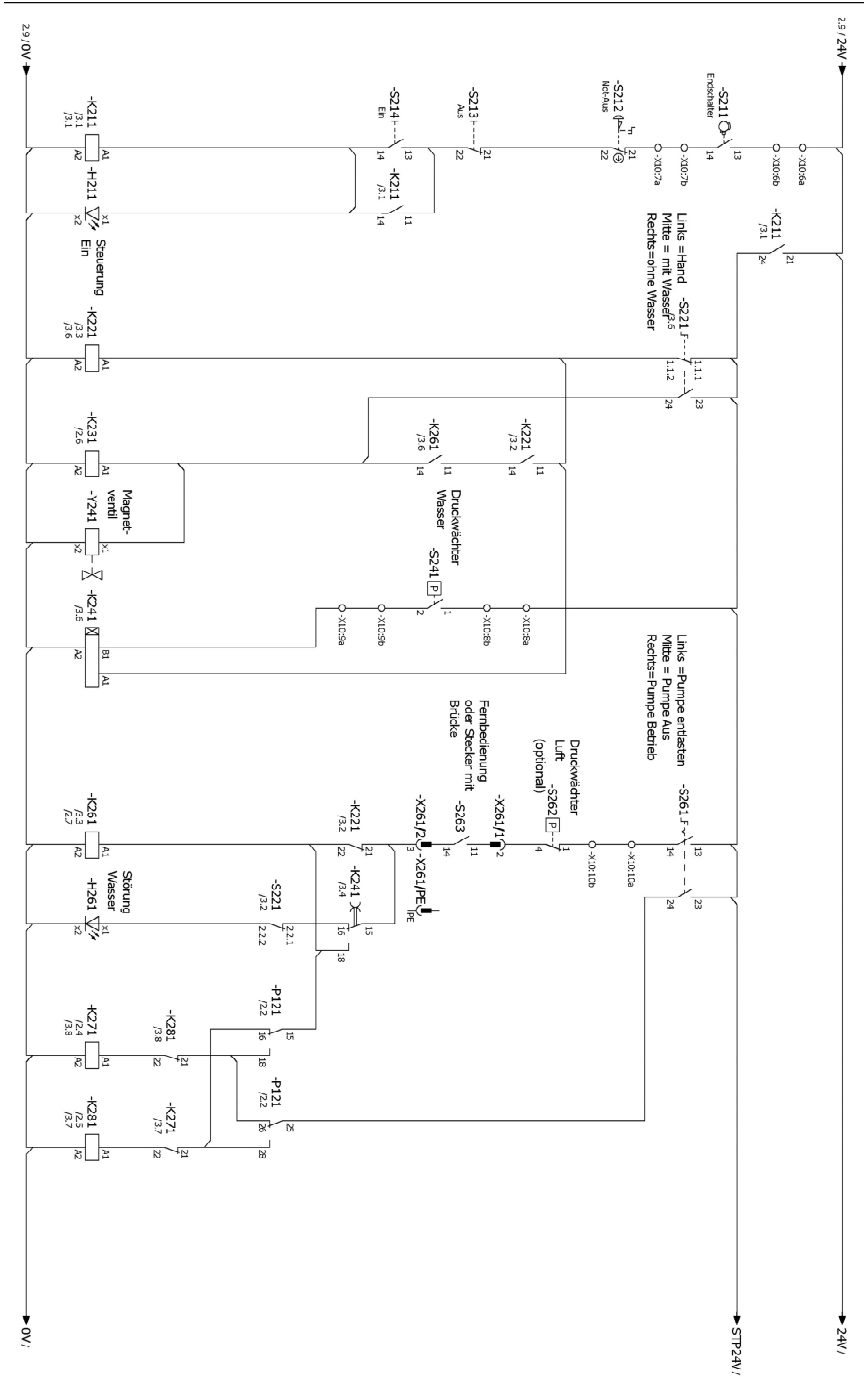 2.9 / 24V
24V /
-X10:6a
-X10:6b
-S211
Endschalter
13
14
-X10:7b
-X10:7a
-S212
Not-Aus
21
22
-S213
Aus
21
22
-S214
Ein
13
14
-K211
/3.1
11
14
-K211
/3.1
/3.1
A1
A2
-H211
x1
x2
Steuerung
Ein
-K211
/3.1
21
24
STP24V /
Links =Hand
Mitte = mit Wasser
Rechts=ohne Wasser
-S221
1.1.1
1.1.2
23
24
-K221
/3.3
/3.6
A1
A2
-K221
/3.2
11
14
-K261
/3.6
11
14
-K231
/2.6
A1
A2
Magnet-
ventil
-Y241
x2
-X10:8a
-X10:8b
Druckwächter
Wasser
-S241
P
1
2
-X10:9b
-X10:9a
-K241
B1
A1
A2
Links =Pumpe entlasten
Mitte = Pumpe Aus
Rechts=Pumpe Betrieb
-S261
13
14
23
24
-X10:10a
-X10:10b
Druckwächter
Luft
(optional)
-S262
P
1
4
-X261/1
2
Fernbedienung
oder Stecker mit
Brücke
-S263
11
14
-X261/2
3
-X261/PE
PE
-K221
/3.2
21
22
-K241
/3.4
15
16
18
-S221
/3.2
2.2.1
2.2.2
-K261
/3.3
/2.7
A1
A2
Störung
Wasser
-H261
x1
x2
-P121
/2.2
15
16
18
-P121
/2.2
25
26
28
-K281
/3.8
21
22
-K271
/3.7
21
22
-K271
/2.4
/3.8
A1
A2
-K281
/2.5
/3.7
A1
A2
2.9 / 0V
0V /